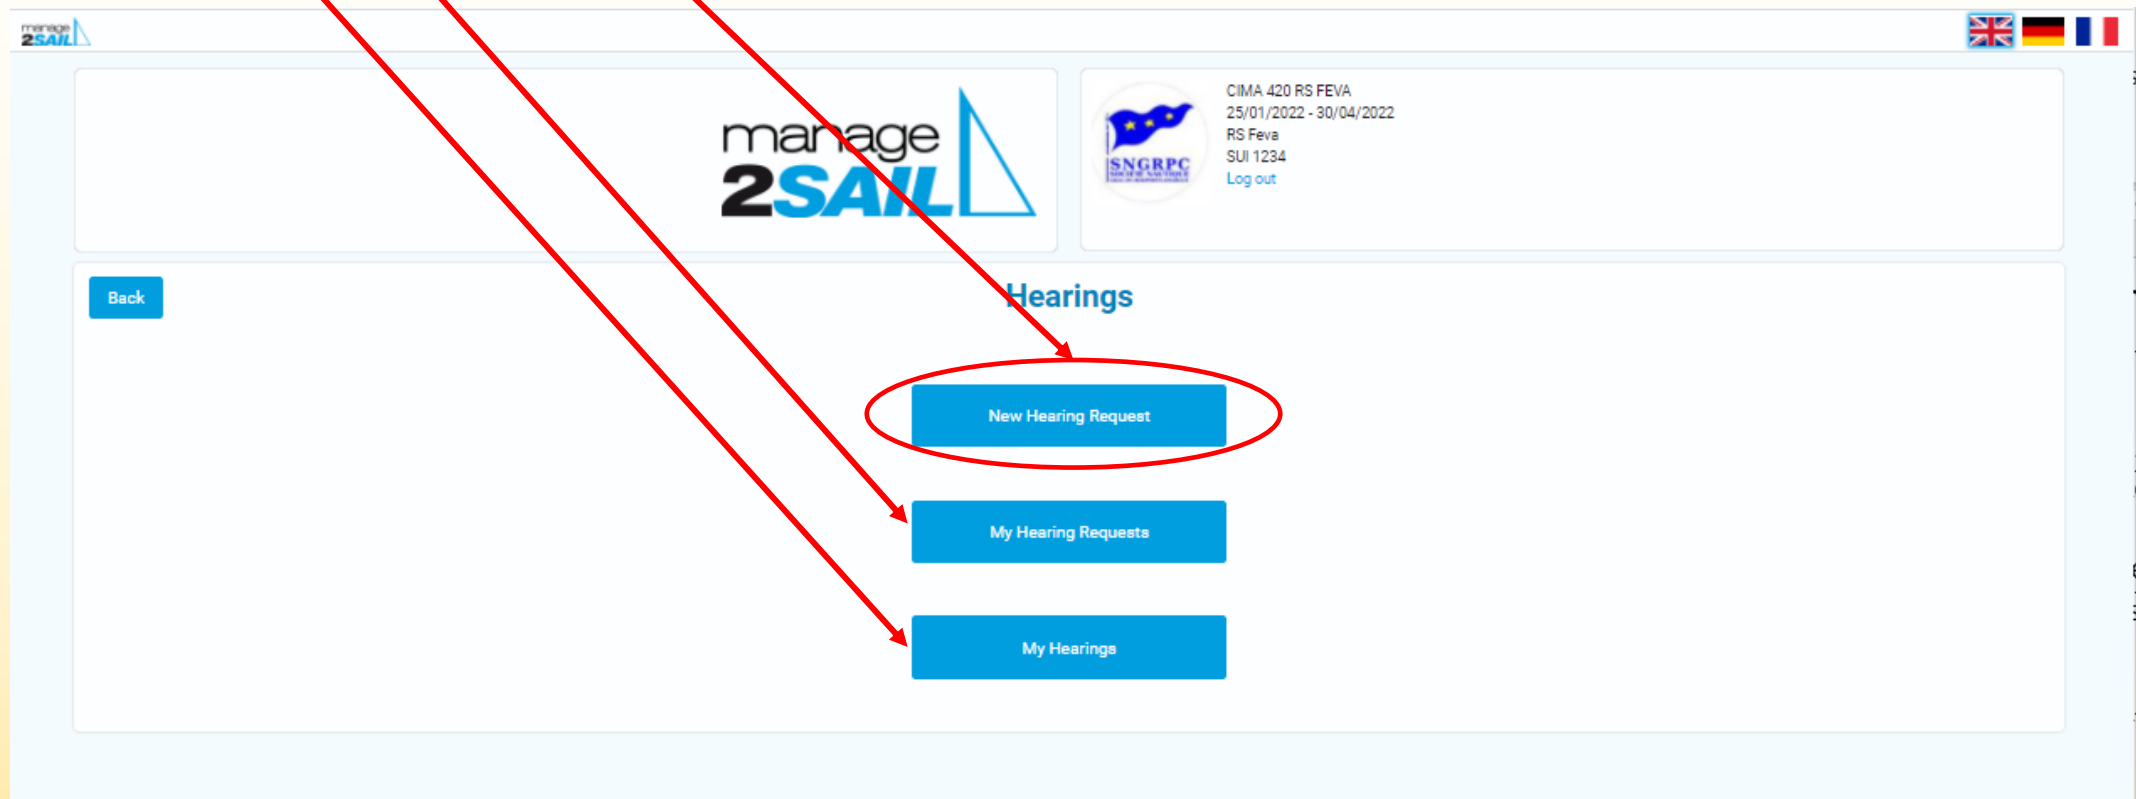 manage
2SAIL
manage
2SAIL
SNGRPC
CIMA 420 RS FEVA
25/01/2022 - 30/04/2022
RS Feva
SUI 1234
Log out
Back
Hearings
New Hearing Request
My Hearing Requests
My Hearings